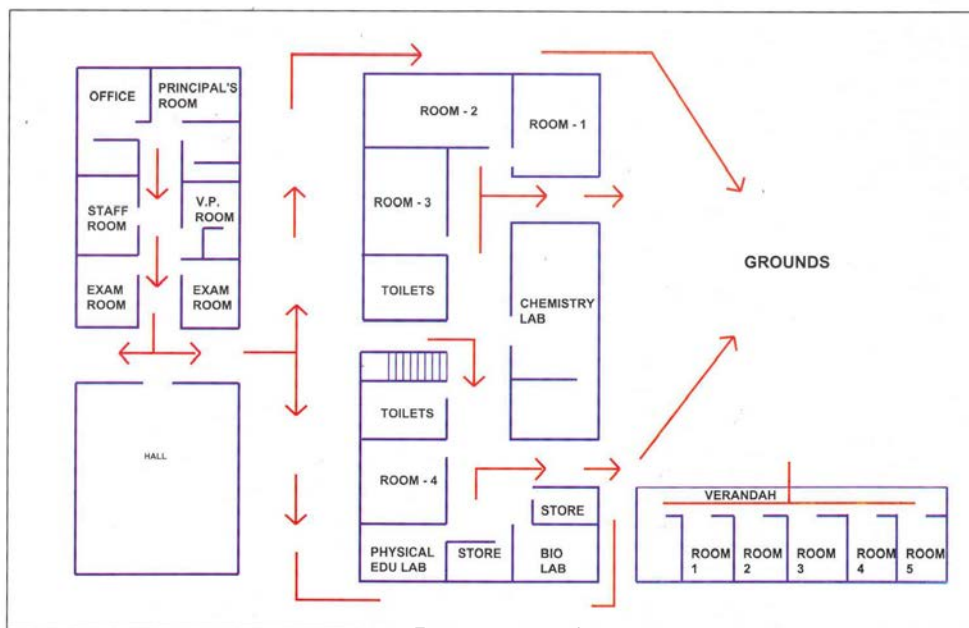 OFFICE
PRINCIPAL'S
ROOM
STAFF
ROOM
V.P.
ROOM
EXAM
ROOM
EXAM
ROOM
HALL
ROOM - 2
ROOM - 1
ROOM - 3
TOILETS
CHEMISTRY
LAB
TOILETS
ROOM - 4
PHYSICAL
EDU LAB
STORE
BIO
LAB
STORE
GROUNDS
VERANDAH
ROOM
1
ROOM
2
ROOM
3
ROOM
4
ROOM
5